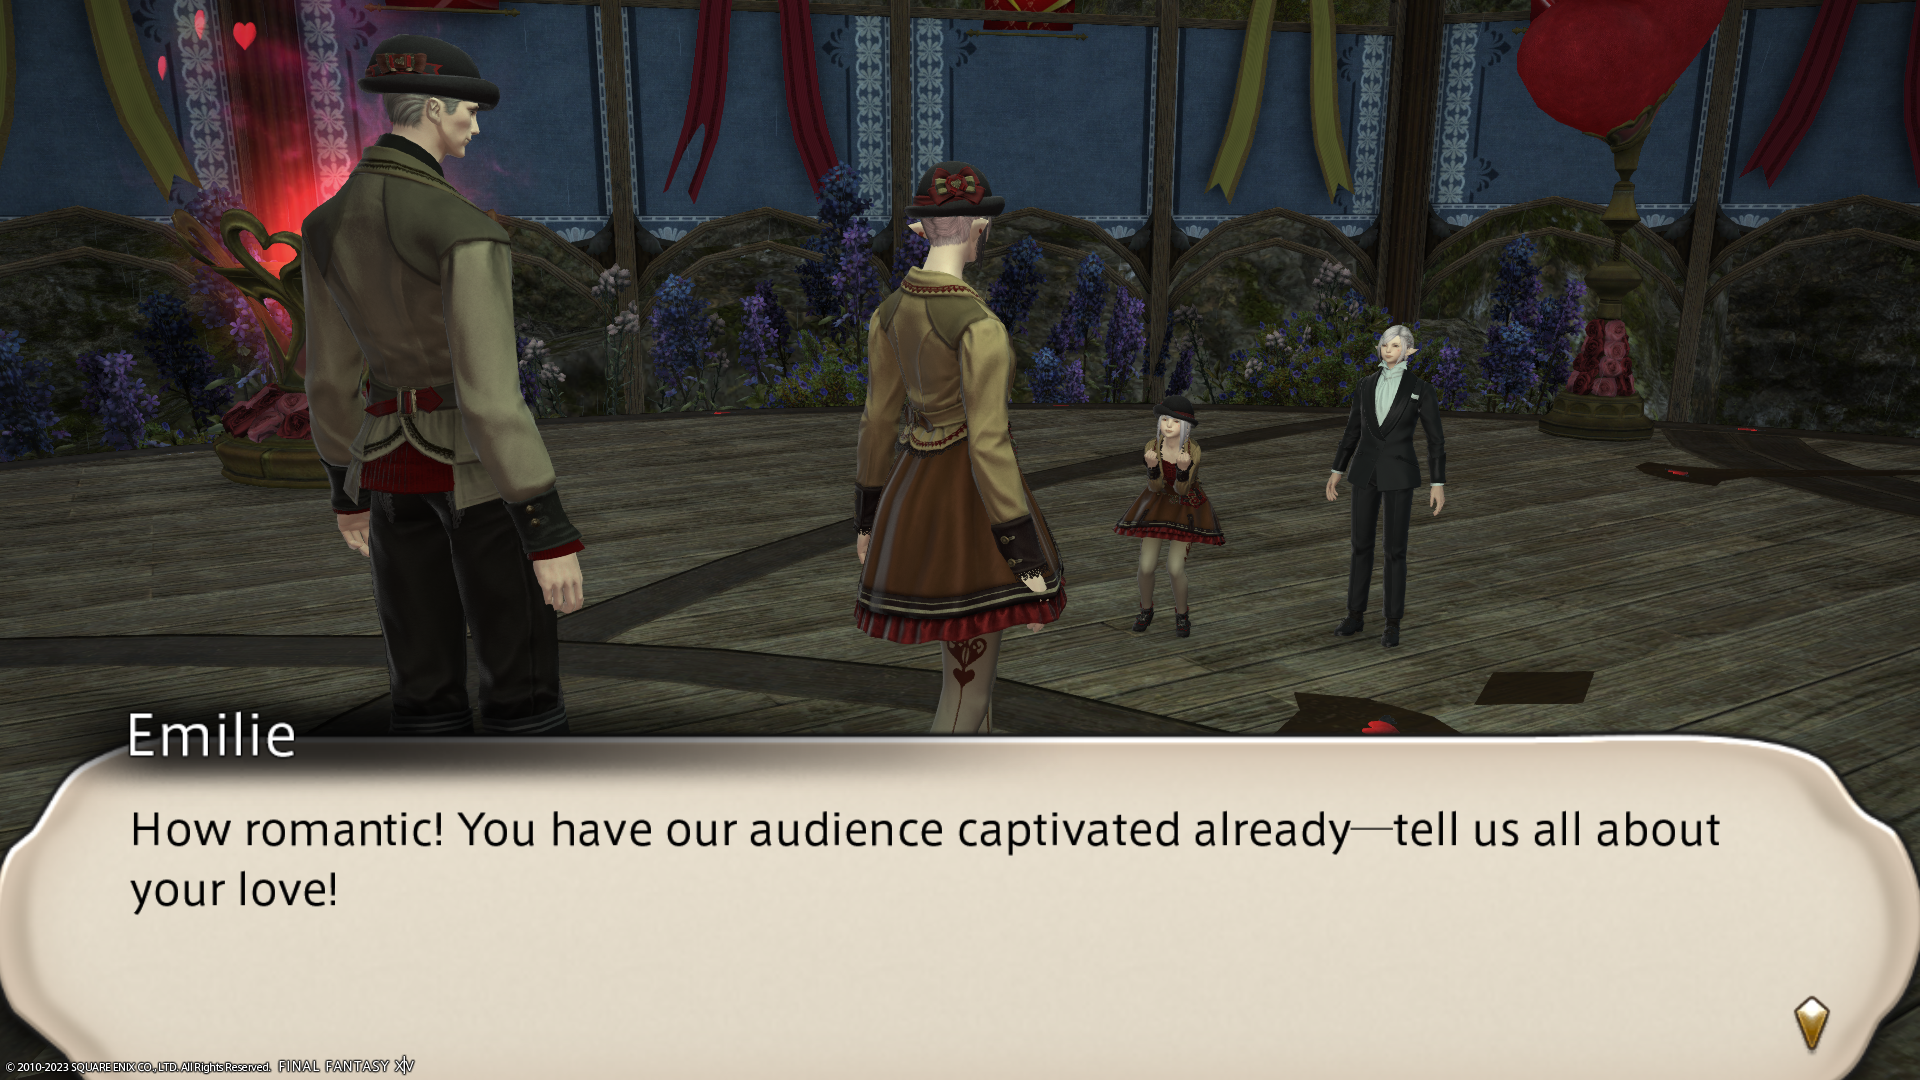 Emilie
How romantic! You have our audience captivated already—tell us all about
your love!
© 2010-2023 SQUARE ENIX CO., LTD. All Rights Reserved. FINAL FANTASY XIV